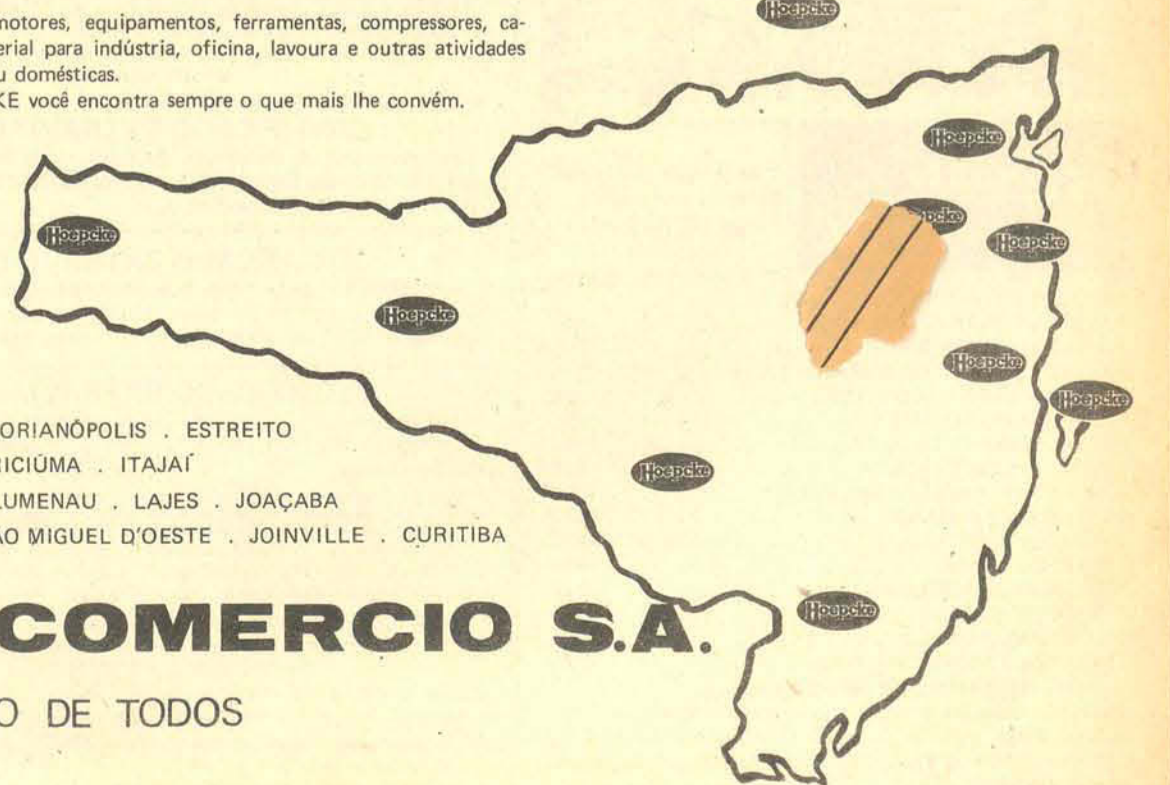 Hoepcke
notores, equipamentos, ferramentas, compressores, ca-
erial para indústria, oficina, lavoura e outras atividades
u domésticas.
KE você encontra sempre o que mais lhe convém.
Hoepcke
Hoepcke
pcke
Hoepcke
Hoepcke
Hoepcke
Hoepcke
ORIANÓPOLIS . ESTREITO
RICIÚMA . ITAJAÍ
LUMENAU . LAJES . JOAÇABA
ÃO MIGUEL D'OESTE . JOINVILLE . CURITIBA
Hoepcke
Hoepcke
COMERCIO S.A.
O DE TODOS